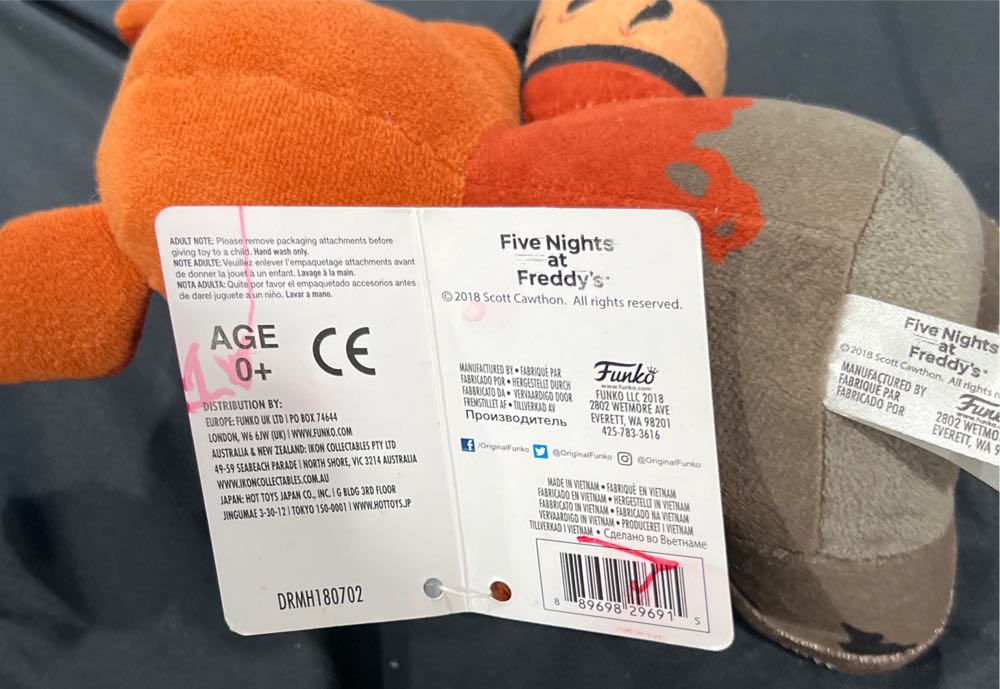 ADULT NOTE: Please remove packaging attachments before
giving toy to a child. Hand wash only.
NOTE ADULTE: Veuillez enlever l'empaquetage attachments avant
de donner la jouet à un enfant. Lavage à la main.
NOTA ADULTA: Quite por favor el empaquetado accesorios antes
de darel juguete a un niño. Lavar a mano.
AGE
0+
CE
DISTRIBUTION BY:
EUROPE: FUNKO UK LTD | PO BOX 74644
LONDON, W6 6JW (UK) | WWW.FUNKO.COM
AUSTRALIA & NEW ZEALAND: IKON COLLECTABLES PTY LTD
49-59 SEABEACH PARADE | NORTH SHORE, VIC 3214 AUSTRALIA
WWW.IKONCOLLECTABLES.COM.AU
JAPAN: HOT TOYS JAPAN CO., INC. | G BLDG 3RD FLOOR
JINGUMAE 3-30-12 | TOKYO 150-0001 | WWW.HOTTOYS.JP
DRMH180702
Five Nights
at
Freddy's™
©2018 Scott Cawthon. All rights reserved.
MANUFACTURED BY • FABRIQUÉ PAR
FABRICADO POR • HERGESTELLT DURCH
FABBRICATO DA • VERVAARDIGD DOOR
FREMSTILLET AF • TILLVERKAD AV
Производитель
Funko
www.funko.com
FUNKO LLC 2018
2802 WETMORE AVE
EVERETT, WA 98201
425-783-3616
/OriginalFunko @OriginalFunko @OriginalFunko
MADE IN VIETNAM • FABRIQUÉ EN VIETNAM
FABRICADO EN VIETNAM • HERGESTELLT IN VIETNAM
FABBRICATO IN VIETNAM • FABRICADO NA VIETNAM
VERVAARDIGD IN VIETNAM • PRODUCERET I VIETNAM
TILLVERKAD I VIETNAM • Сделано во Вьетнаме
8 89698 29691 5
Five Nights
at
Freddy's™
©2018 Scott Cawthon. All rights
MANUFACTURED BY
FABRIQUÉ PAR
FABRICADO POR
2802 WETMO
EVERETT, WA